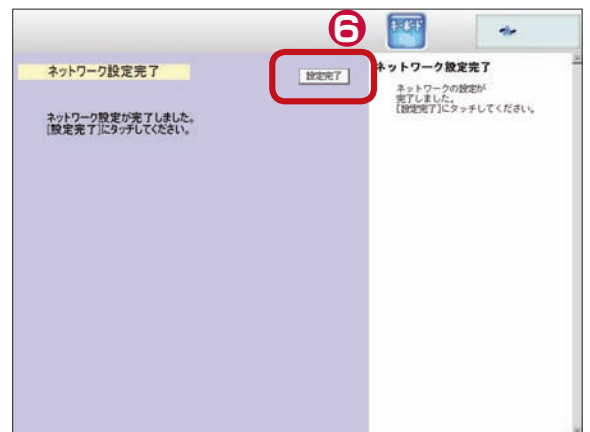 ⑥
キーボード
ネットワーク設定完了
設定完了
ネットワーク設定が完了しました。
[設定完了]にタッチしてください。
ネットワーク設定完了
ネットワークの設定が
完了しました。
[設定完了]にタッチしてください。